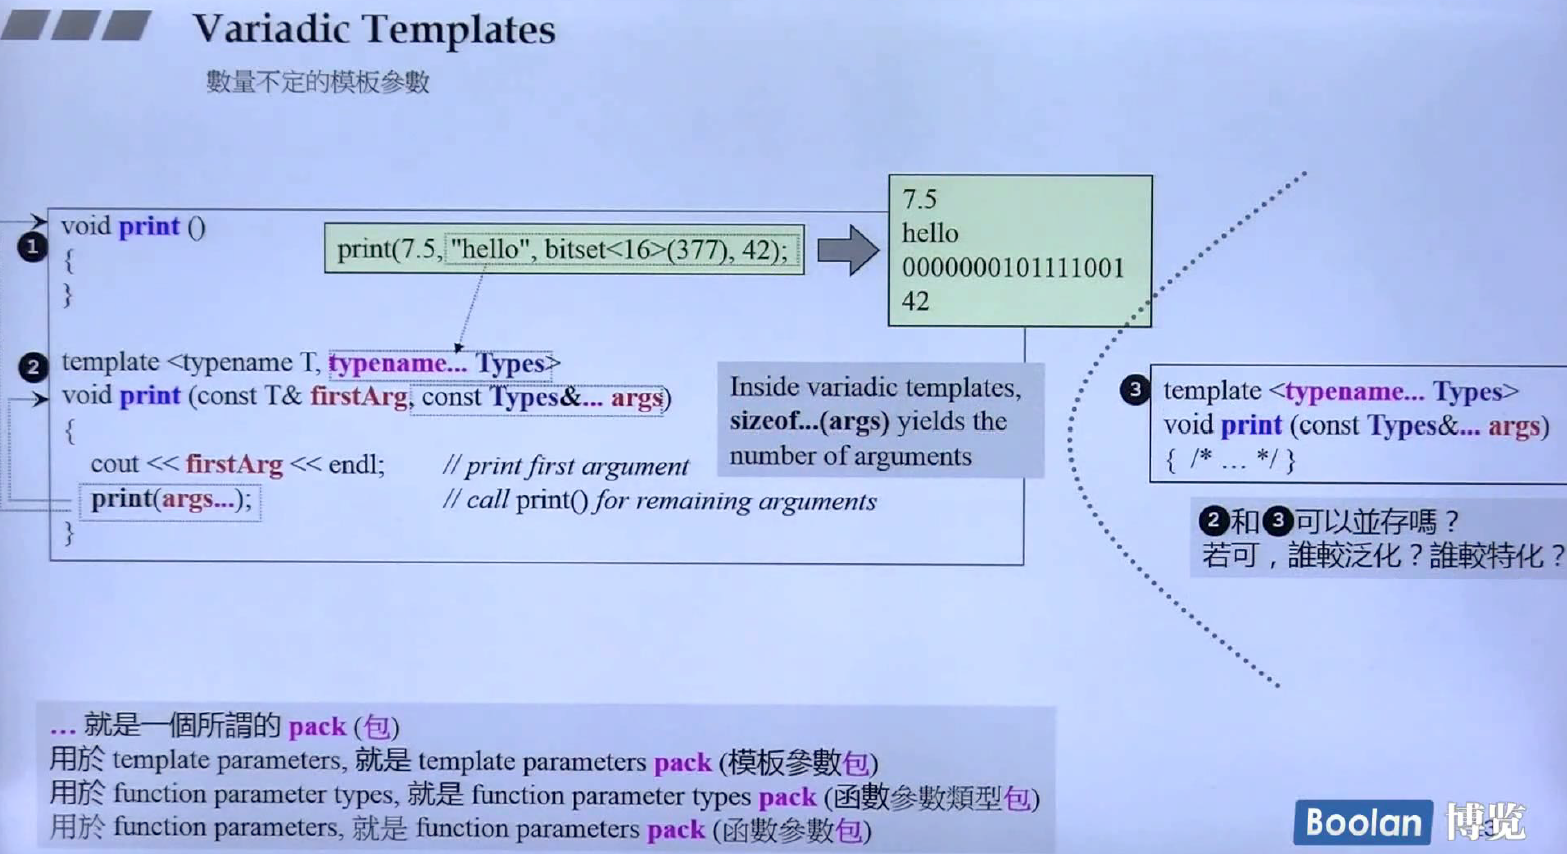 Variadic Templates
數量不定的模板參數
1
void print ()
{
}
print(7.5, "hello", bitset<16>(377), 42);
7.5
hello
0000000101111001
42
2
template <typename T, typename... Types>
void print (const T& firstArg, const Types&... args)
{
cout << firstArg << endl; // print first argument
print(args...); // call print() for remaining arguments
}
Inside variadic templates,
sizeof...(args) yields the
number of arguments
3
template <typename... Types>
void print (const Types&... args)
{ /* ... */ }
2和3可以並存嗎？
若可，誰較泛化？誰較特化？
... 就是一個所謂的 pack (包)
用於 template parameters, 就是 template parameters pack (模板參數包)
用於 function parameter types, 就是 function parameter types pack (函數參數類型包)
用於 function parameters, 就是 function parameters pack (函數參數包)
Boolan 博览